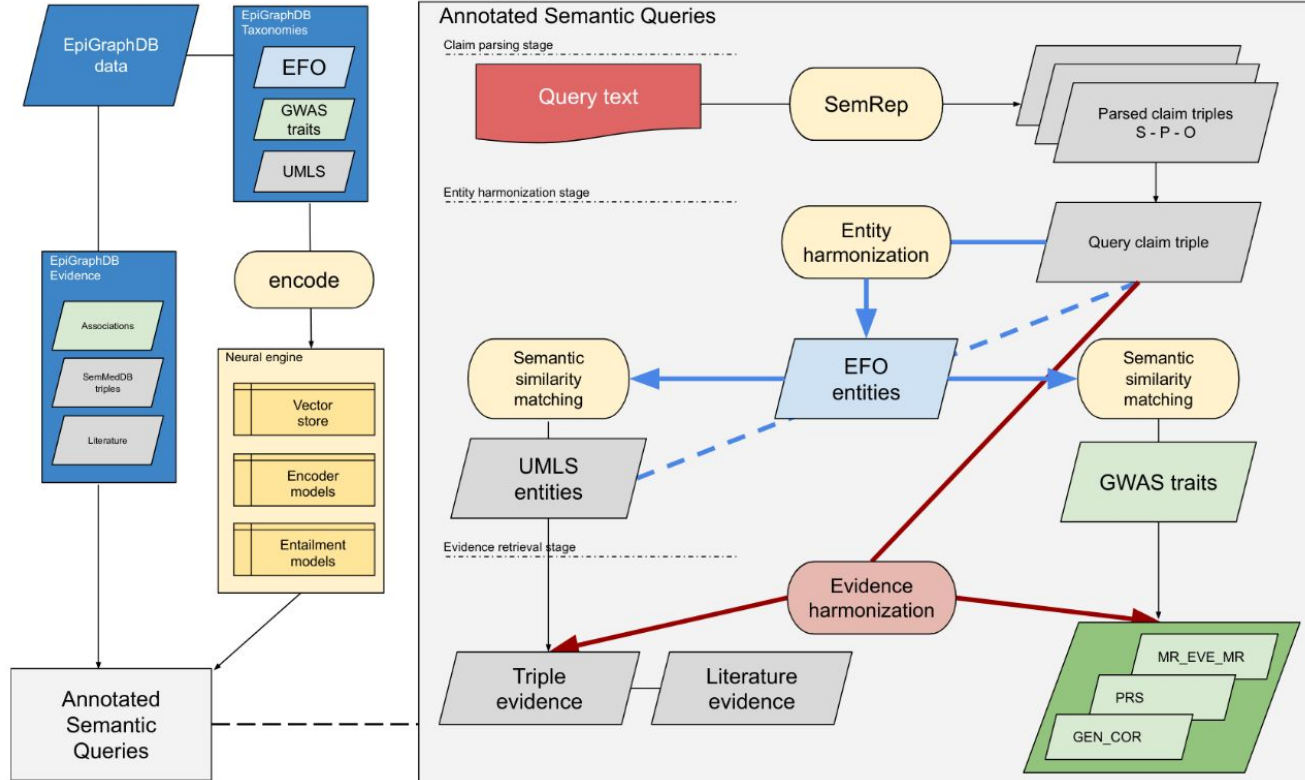 EpiGraphDB
data
EpiGraphDB
Taxonomies
EFO
GWAS
traits
UMLS
EpiGraphDB
Evidence
Associations
SemMedDB
triples
Literature
encode
Neural engine
Vector
store
Encoder
models
Entailment
models
Annotated
Semantic
Queries
Annotated Semantic Queries
Claim parsing stage
Query text
SemRep
Parsed claim triples
S - P - O
Entity harmonization stage
Entity
harmonization
Query claim triple
Semantic
similarity
matching
EFO
entities
Semantic
similarity
matching
UMLS
entities
GWAS traits
Evidence retrieval stage
Evidence
harmonization
Triple
evidence
Literature
evidence
MR_EVE_MR
PRS
GEN_COR